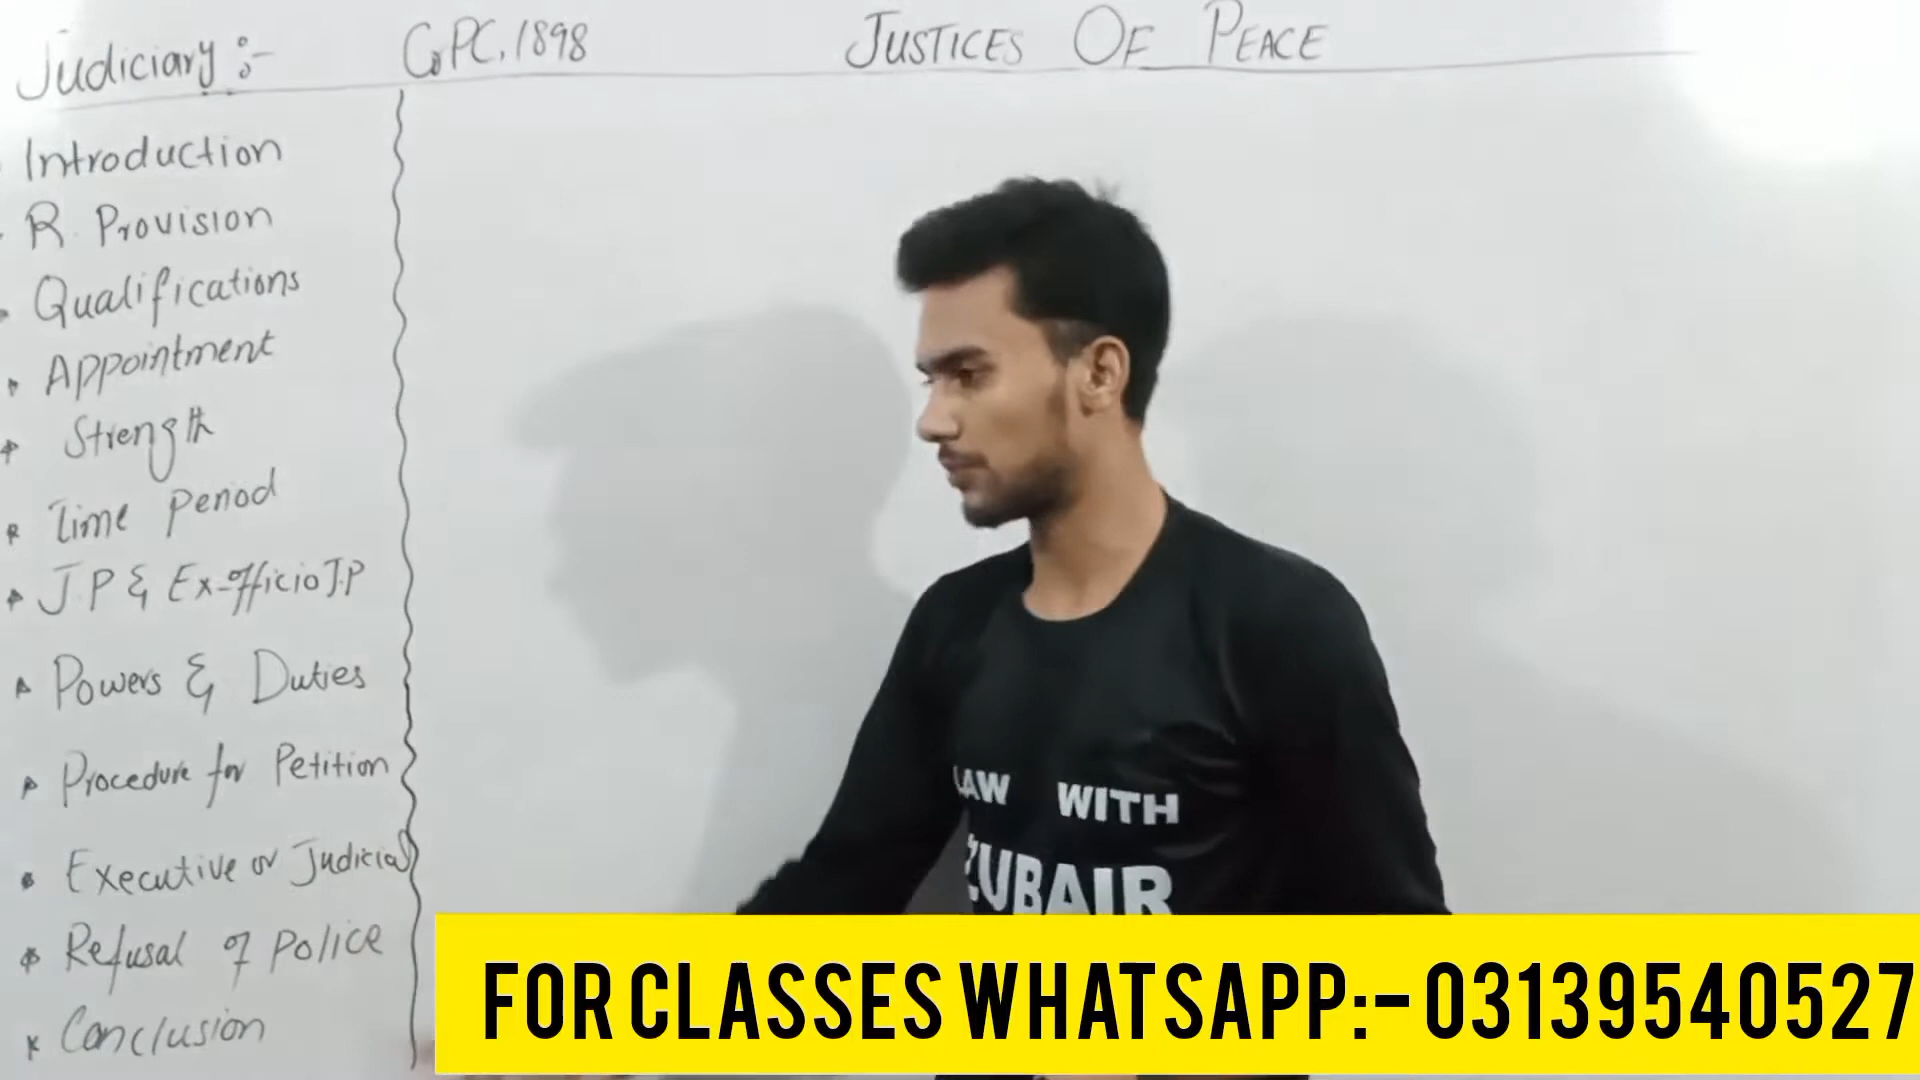 Judiciary :- CrPC, 1898 JUSTICES OF PEACE
Introduction
R. Provision
Qualifications
Appointment
Strength
Time Period
J.P & Ex-officio J.P
Powers & Duties
Procedure for Petition
Executive or Judicial
Refusal of Police
Conclusion
LAW WITH
ZUBAIR
FOR CLASSES WHATSAPP:- 03139540527